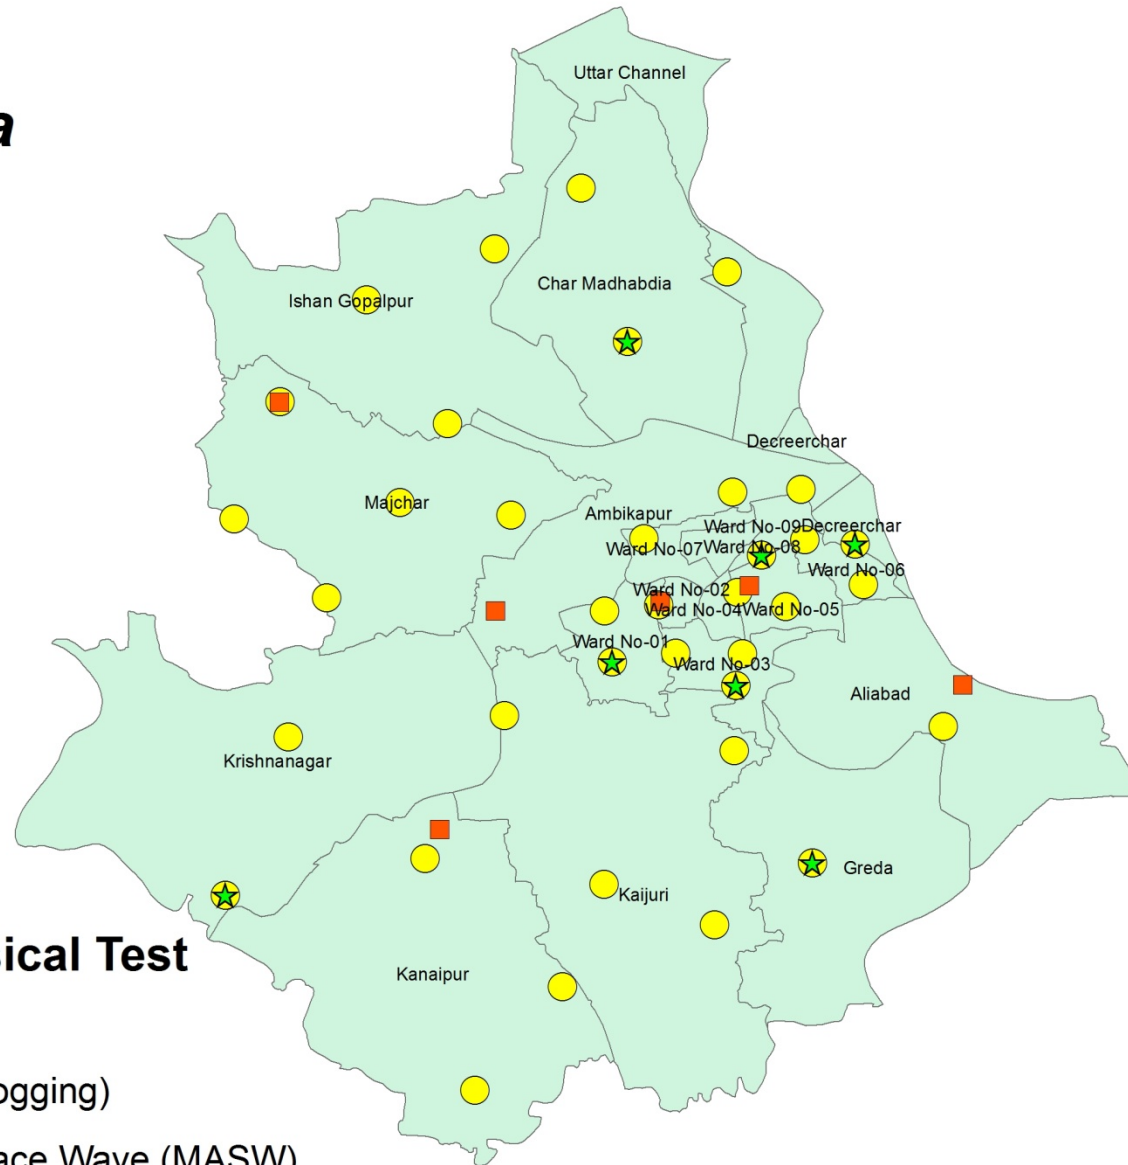 Uttar Channel
a
Char Madhabdia
Ishan Gopalpur
Decreerchar
Majchar
Ambikapur
Ward No-09
Decreerchar
Ward No-07
Ward No-08
Ward No-06
Ward No-02
Ward No-04
Ward No-05
Ward No-01
Ward No-03
Aliabad
Krishnanagar
Greda
Kaijuri
sical Test
Kanaipur
ogging)
ace Wave (MASW)